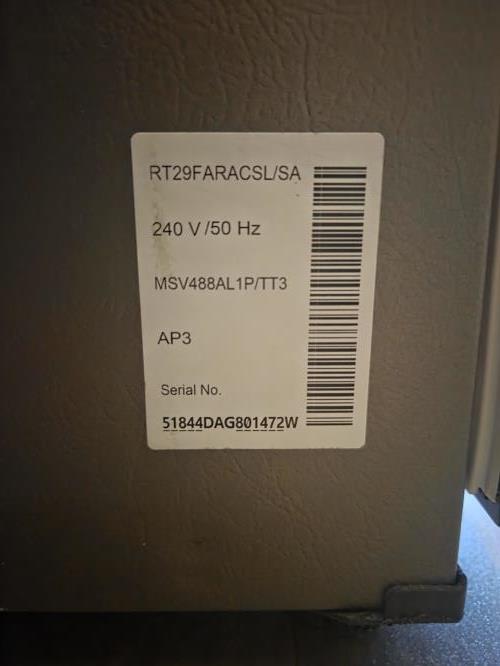 RT29FARACSL/SA
240 V/50 Hz
MSV488AL1P/TT3
AP3
Serial No.
51844DAG801472W